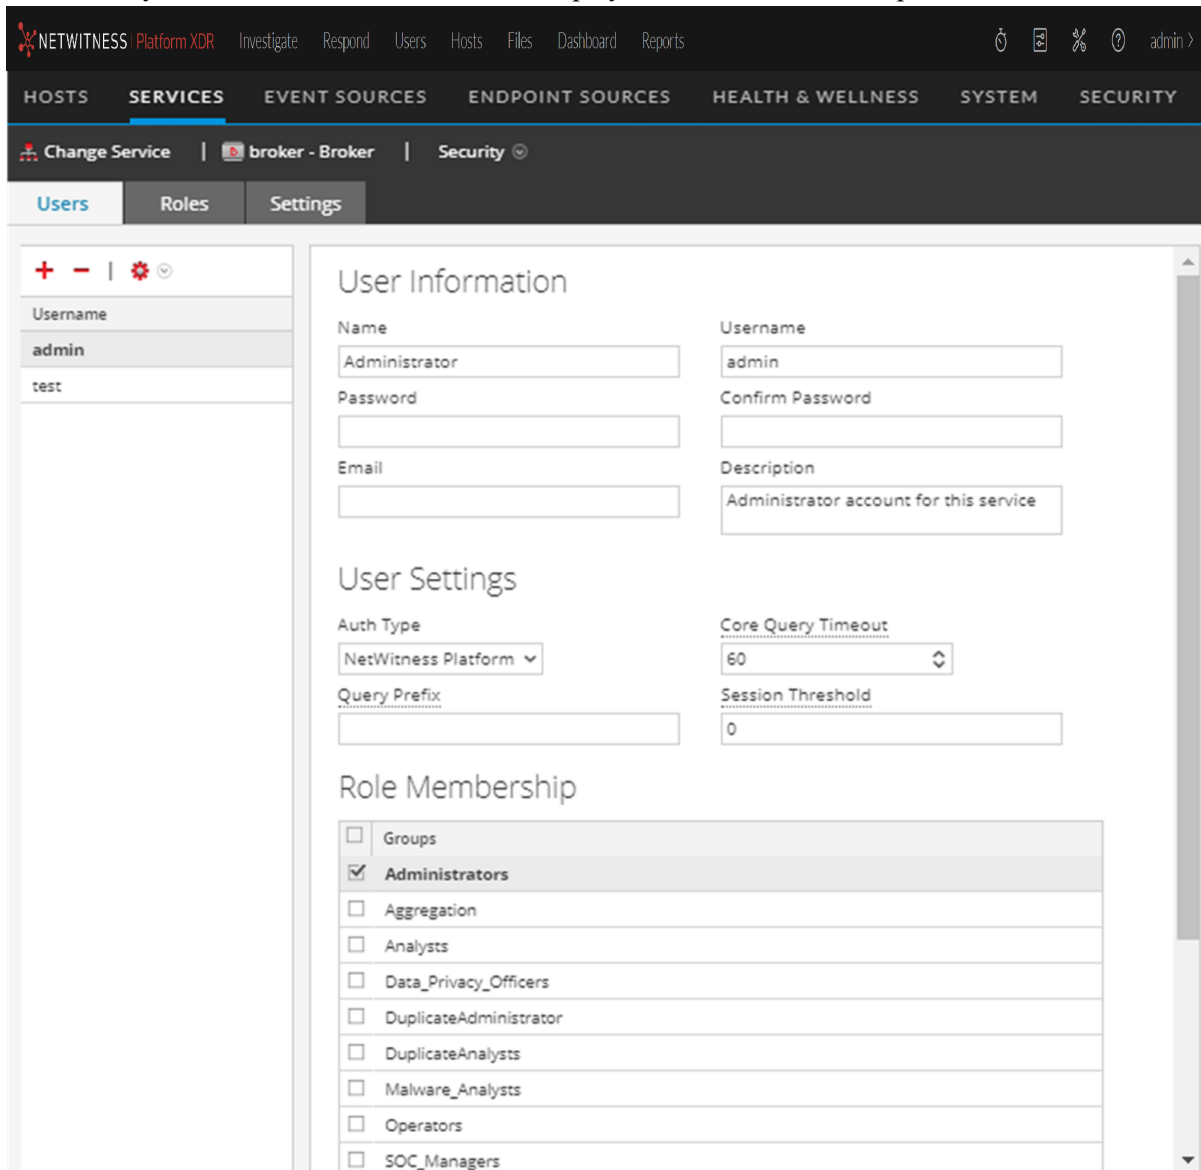 NETWITNESS Platform XDR Investigate Respond Users Hosts Files Dashboard Reports admin >
HOSTS SERVICES EVENT SOURCES ENDPOINT SOURCES HEALTH & WELLNESS SYSTEM SECURITY
Change Service | broker - Broker | Security
Users Roles Settings
Username
admin
test
User Information
Name Username
Administrator admin
Password Confirm Password
Email Description
Administrator account for this service
User Settings
Auth Type Core Query Timeout
NetWitness Platform 60
Query Prefix Session Threshold
0
Role Membership
Groups
Administrators
Aggregation
Analysts
Data_Privacy_Officers
DuplicateAdministrator
DuplicateAnalysts
Malware_Analysts
Operators
SOC_Managers